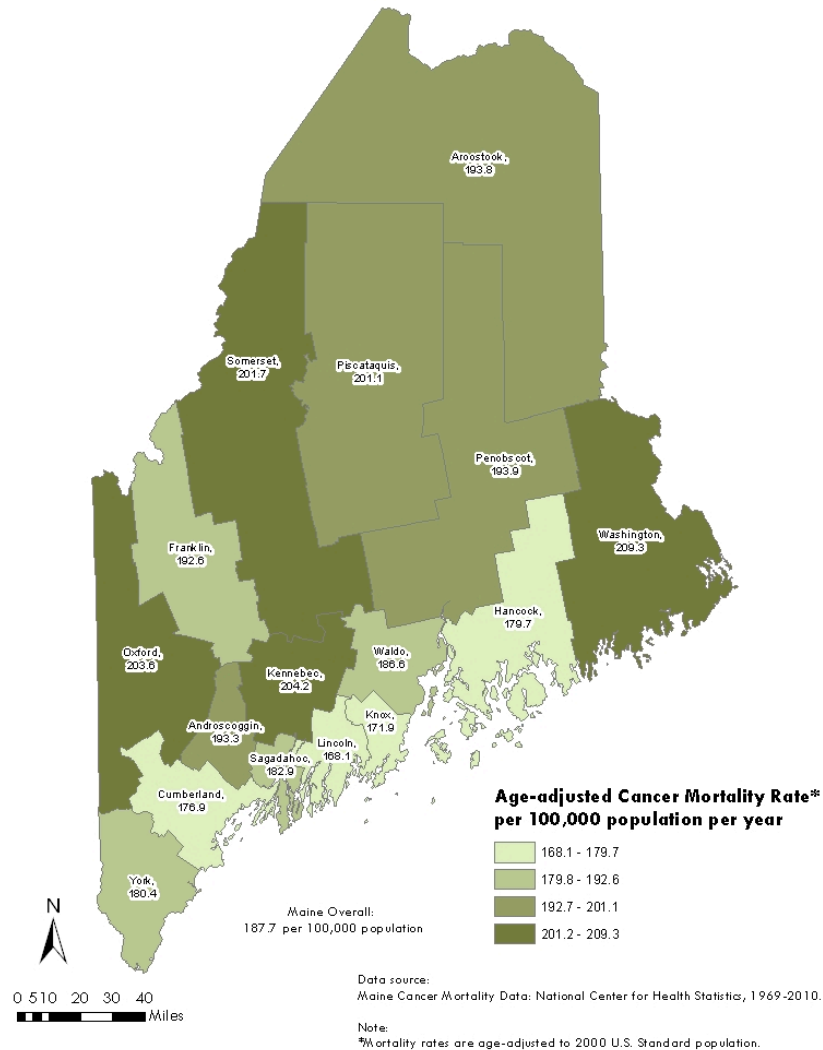 Aroostook,
193.8
Somerset,
201.7
Piscataquis,
201.1
Penobscot,
193.9
Washington,
209.3
Franklin,
192.6
Hancock,
179.7
Oxford,
203.6
Kennebec,
204.2
Waldo,
186.6
Androscoggin,
193.3
Knox,
171.9
Lincoln,
168.1
Sagadahoc,
182.9
Cumberland,
176.9
York,
180.4
Age-adjusted Cancer Mortality Rate*
per 100,000 population per year
168.1 - 179.7
179.8 - 192.6
192.7 - 201.1
201.2 - 209.3
N
Maine Overall:
187.7 per 100,000 population
0 5 10 20 30 40
Miles
Data source:
Maine Cancer Mortality Data: National Center for Health Statistics, 1969-2010.
Note:
*Mortality rates are age-adjusted to 2000 U.S. Standard population.